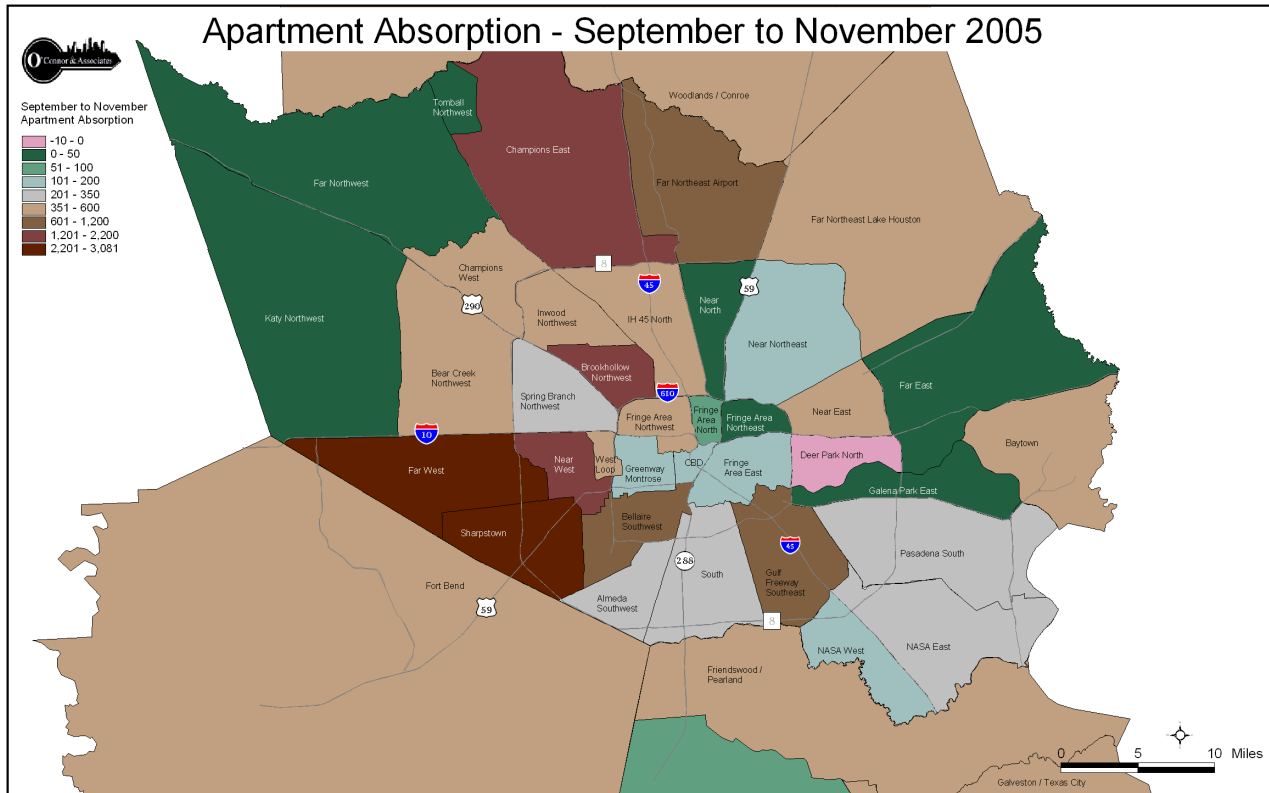 Apartment Absorption - September to November 2005
O'Connor & Associates
September to November
Apartment Absorption
-10 - 0
0 - 50
51 - 100
101 - 200
201 - 350
351 - 600
601 - 1,200
1,201 - 2,200
2,201 - 3,081
Woodlands / Conroe
Tomball
Northwest
Champions East
Far Northwest
Far Northeast Airport
Far Northeast Lake Houston
Champions
West
8
45
59
290
Near
North
Katy Northwest
Inwood
Northwest
IH 45 North
Near Northeast
Bear Creek
Northwest
Brookhollow
Northwest
Far East
610
Spring Branch
Northwest
Fringe Area
Northwest
Fringe
Area
North
Fringe Area
Northeast
Near East
10
Baytown
Far West
Near
West
West
Loop
Greenway
Montrose
CBD
Fringe
Area East
Deer Park North
Galena Park East
Sharpstown
Bellaire
Southwest
45
Pasadena South
288
Fort Bend
59
Almeda
Southwest
South
Gulf
Freeway
Southeast
8
NASA West
NASA East
Friendswood /
Pearland
0 5 10 Miles
Galveston / Texas City